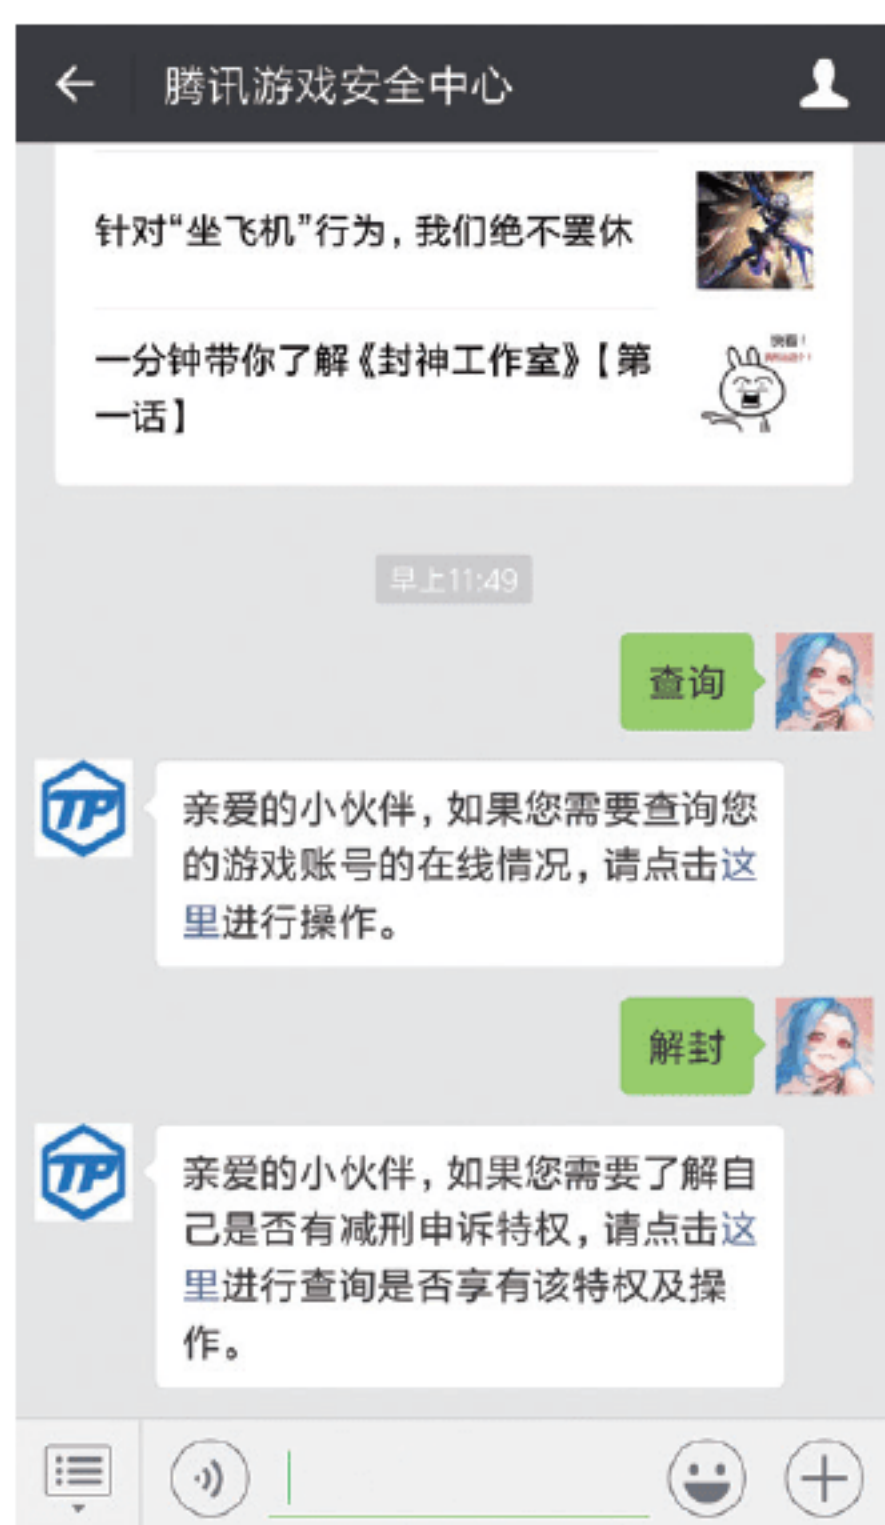 腾讯游戏安全中心
针对“坐飞机”行为，我们绝不罢休
一分钟带你了解《封神工作室》【第
一话】
早上11:49
查询
TP
亲爱的小伙伴，如果您需要查询您
的游戏账号的在线情况，请点击这
里进行操作。
解封
TP
亲爱的小伙伴，如果您需要了解自
己是否有减刑申诉特权，请点击这
里进行查询是否享有该特权及操
作。